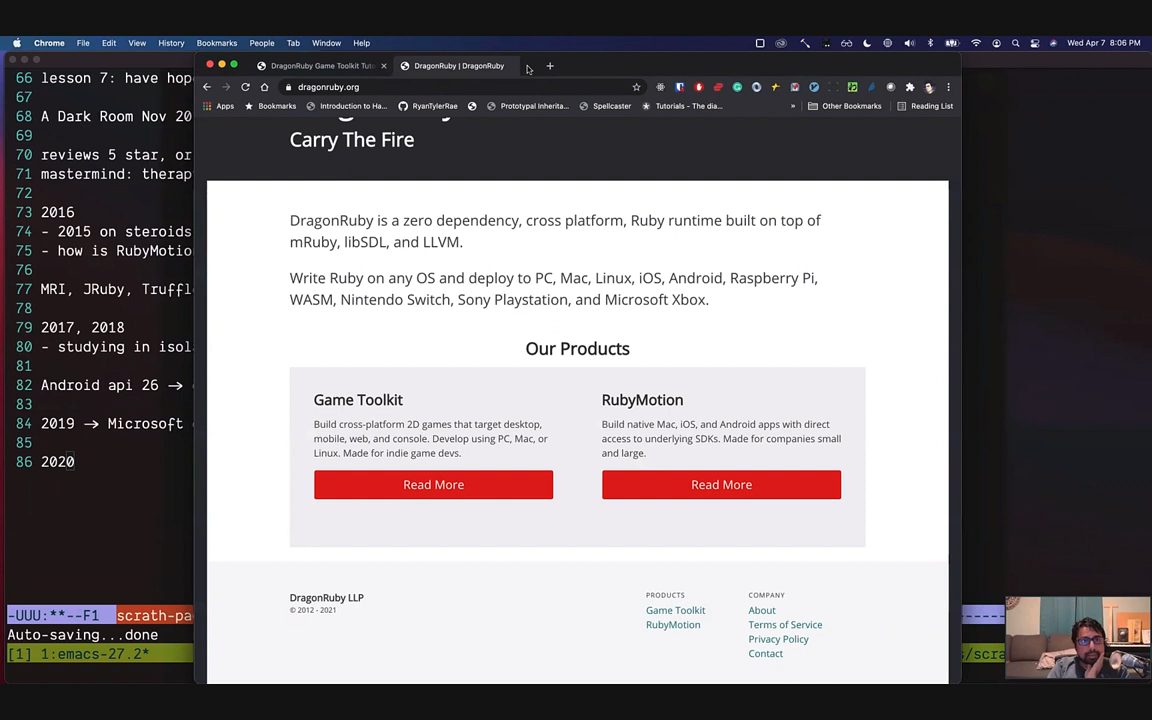 Chrome File Edit View History Bookmarks People Tab Window Help
Wed Apr 7 8:06 PM
DragonRuby Game Toolkit Tuto
DragonRuby | DragonRuby
dragonruby.org
Apps Bookmarks Introduction to Ha... RyanTylerRae Prototypal Inherita... Spellcaster Tutorials - The dia... » Other Bookmarks Reading List
66 lesson 7: have hop
67
68 A Dark Room Nov 20
69
70 reviews 5 star, or
71 mastermind: therap
72
73 2016
74 - 2015 on steroids
75 - how is RubyMotio
76
77 MRI, JRuby, Truffl
78
79 2017, 2018
80 - studying in isol
81
82 Android api 26 →
83
84 2019 → Microsoft
85
86 2020
-UUU:**--F1 scrath-pa
Auto-saving...done
[1] 1:emacs-27.2*
Carry The Fire
DragonRuby is a zero dependency, cross platform, Ruby runtime built on top of
mRuby, libSDL, and LLVM.
Write Ruby on any OS and deploy to PC, Mac, Linux, iOS, Android, Raspberry Pi,
WASM, Nintendo Switch, Sony Playstation, and Microsoft Xbox.
Our Products
Game Toolkit
Build cross-platform 2D games that target desktop,
mobile, web, and console. Develop using PC, Mac, or
Linux. Made for indie game devs.
Read More
RubyMotion
Build native Mac, iOS, and Android apps with direct
access to underlying SDKs. Made for companies small
and large.
Read More
DragonRuby LLP
© 2012 - 2021
PRODUCTS
Game Toolkit
RubyMotion
COMPANY
About
Terms of Service
Privacy Policy
Contact
s/scra